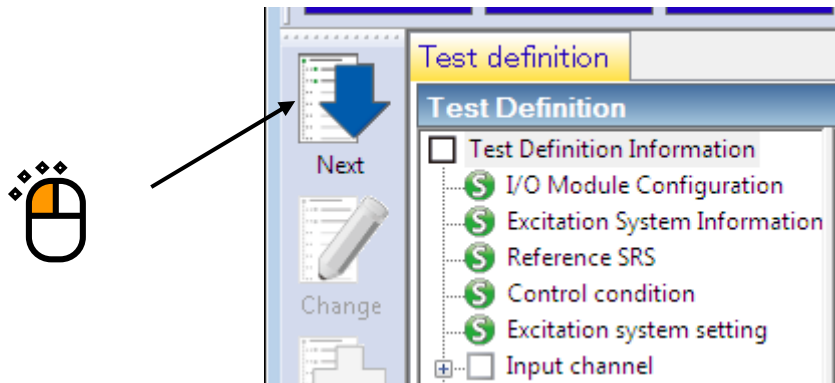 Test definition
Test Definition
Next
Test Definition Information
I/O Module Configuration
Excitation System Information
Reference SRS
Change
Control condition
Excitation system setting
Input channel